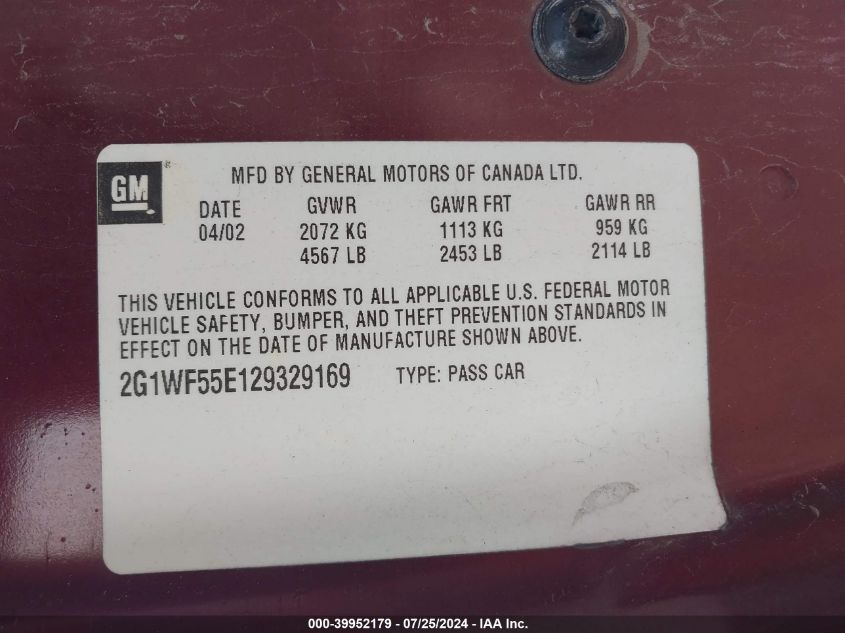 GM
MFD BY GENERAL MOTORS OF CANADA LTD.
DATE GVWR GAWR FRT GAWR RR
04/02 2072 KG 1113 KG 959 KG
4567 LB 2453 LB 2114 LB
THIS VEHICLE CONFORMS TO ALL APPLICABLE U.S. FEDERAL MOTOR
VEHICLE SAFETY, BUMPER, AND THEFT PREVENTION STANDARDS IN
EFFECT ON THE DATE OF MANUFACTURE SHOWN ABOVE.
2G1WF55E129329169 TYPE: PASS CAR
000-39952179 - 07/25/2024 - IAA Inc.